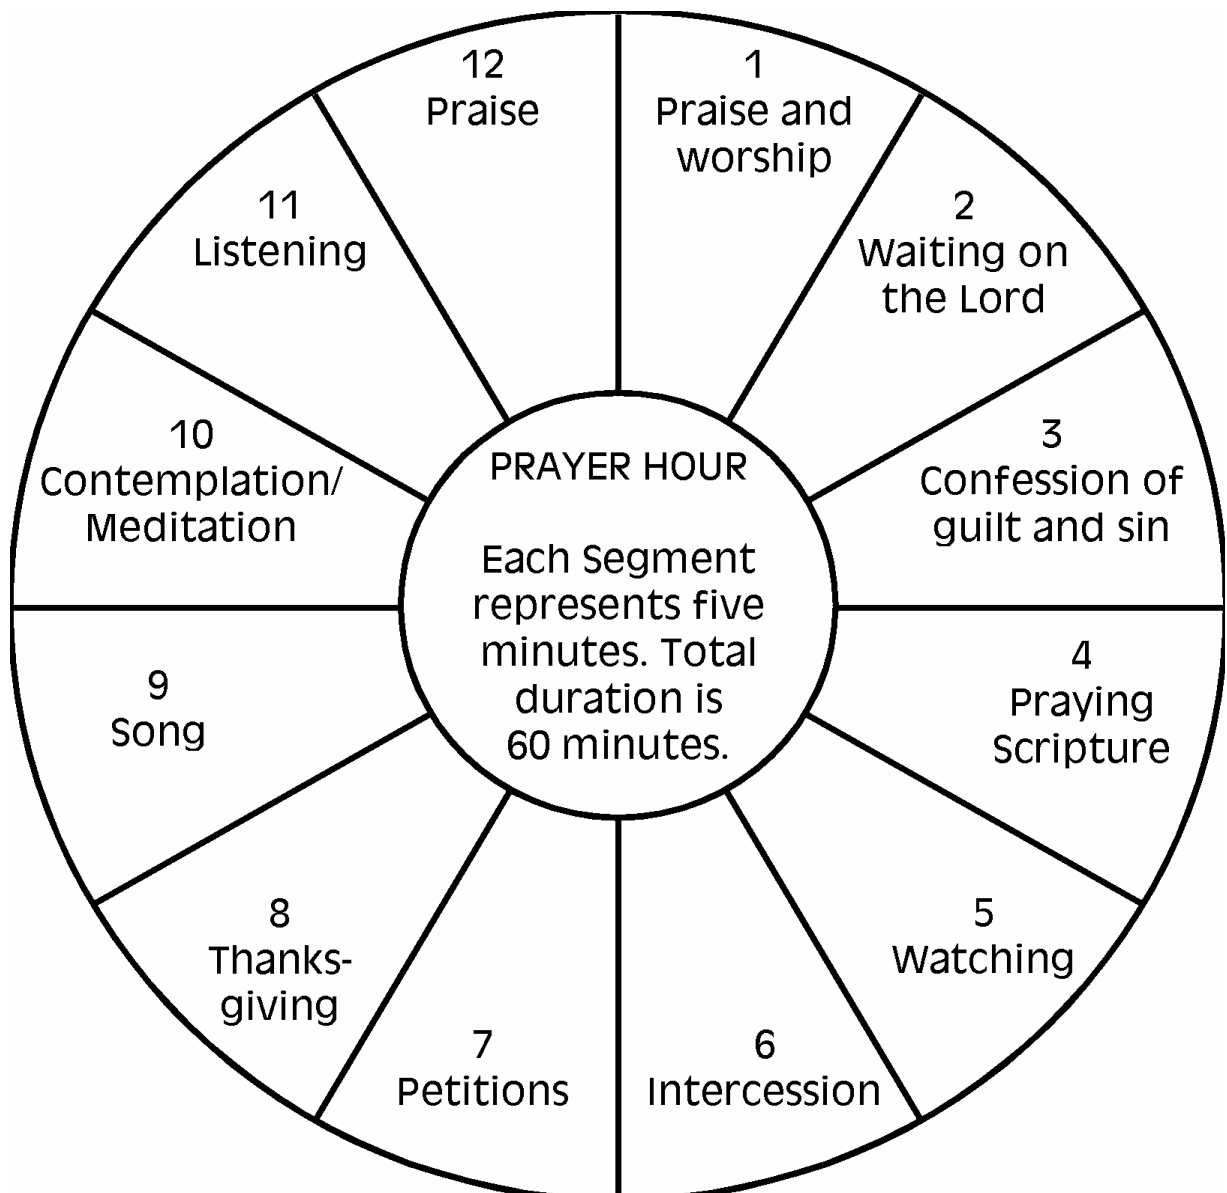 12
Praise
1
Praise and
worship
11
Listening
2
Waiting on
the Lord
10
Contemplation/
Meditation
PRAYER HOUR
Each Segment
represents five
minutes. Total
duration is
60 minutes.
3
Confession of
guilt and sin
9
Song
4
Praying
Scripture
8
Thanks-
giving
5
Watching
7
Petitions
6
Intercession